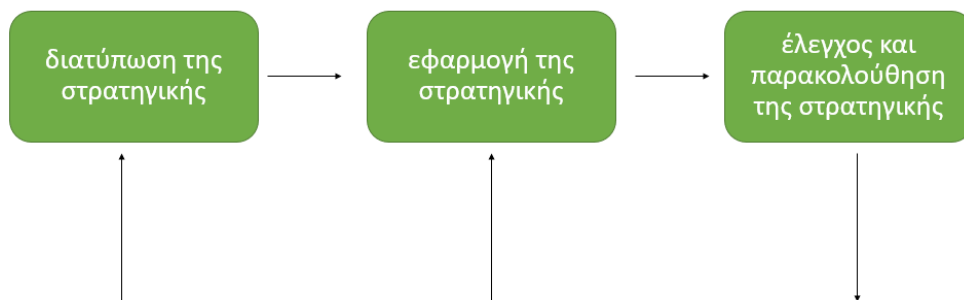 διατύπωση της
στρατηγικής
εφαρμογή της
στρατηγικής
έλεγχος και
παρακολούθηση
της στρατηγικής